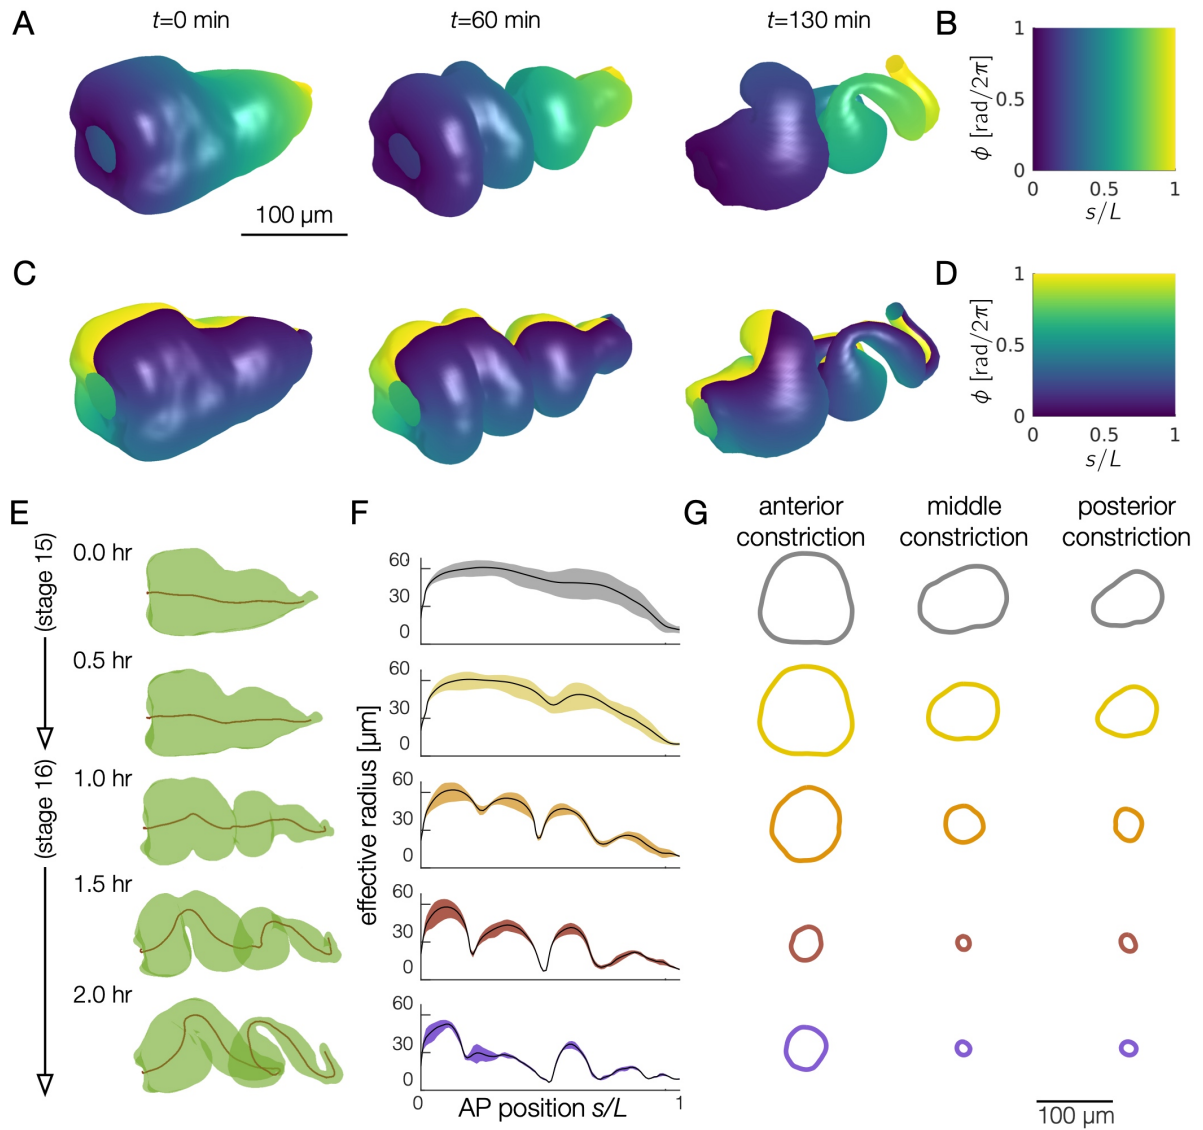 A
t=0 min
t=60 min
t=130 min
B
100 µm
1
0.5
0
ϕ [rad/2π]
0
0.5
1
s/L
C
D
1
0.5
0
ϕ [rad/2π]
0
0.5
1
s/L
E
F
G
(stage 15)
(stage 16)
0.0 hr
0.5 hr
1.0 hr
1.5 hr
2.0 hr
effective radius [µm]
60
30
0
60
30
0
60
30
0
60
30
0
60
30
0
0
AP position s/L
1
anterior
constriction
middle
constriction
posterior
constriction
100 µm